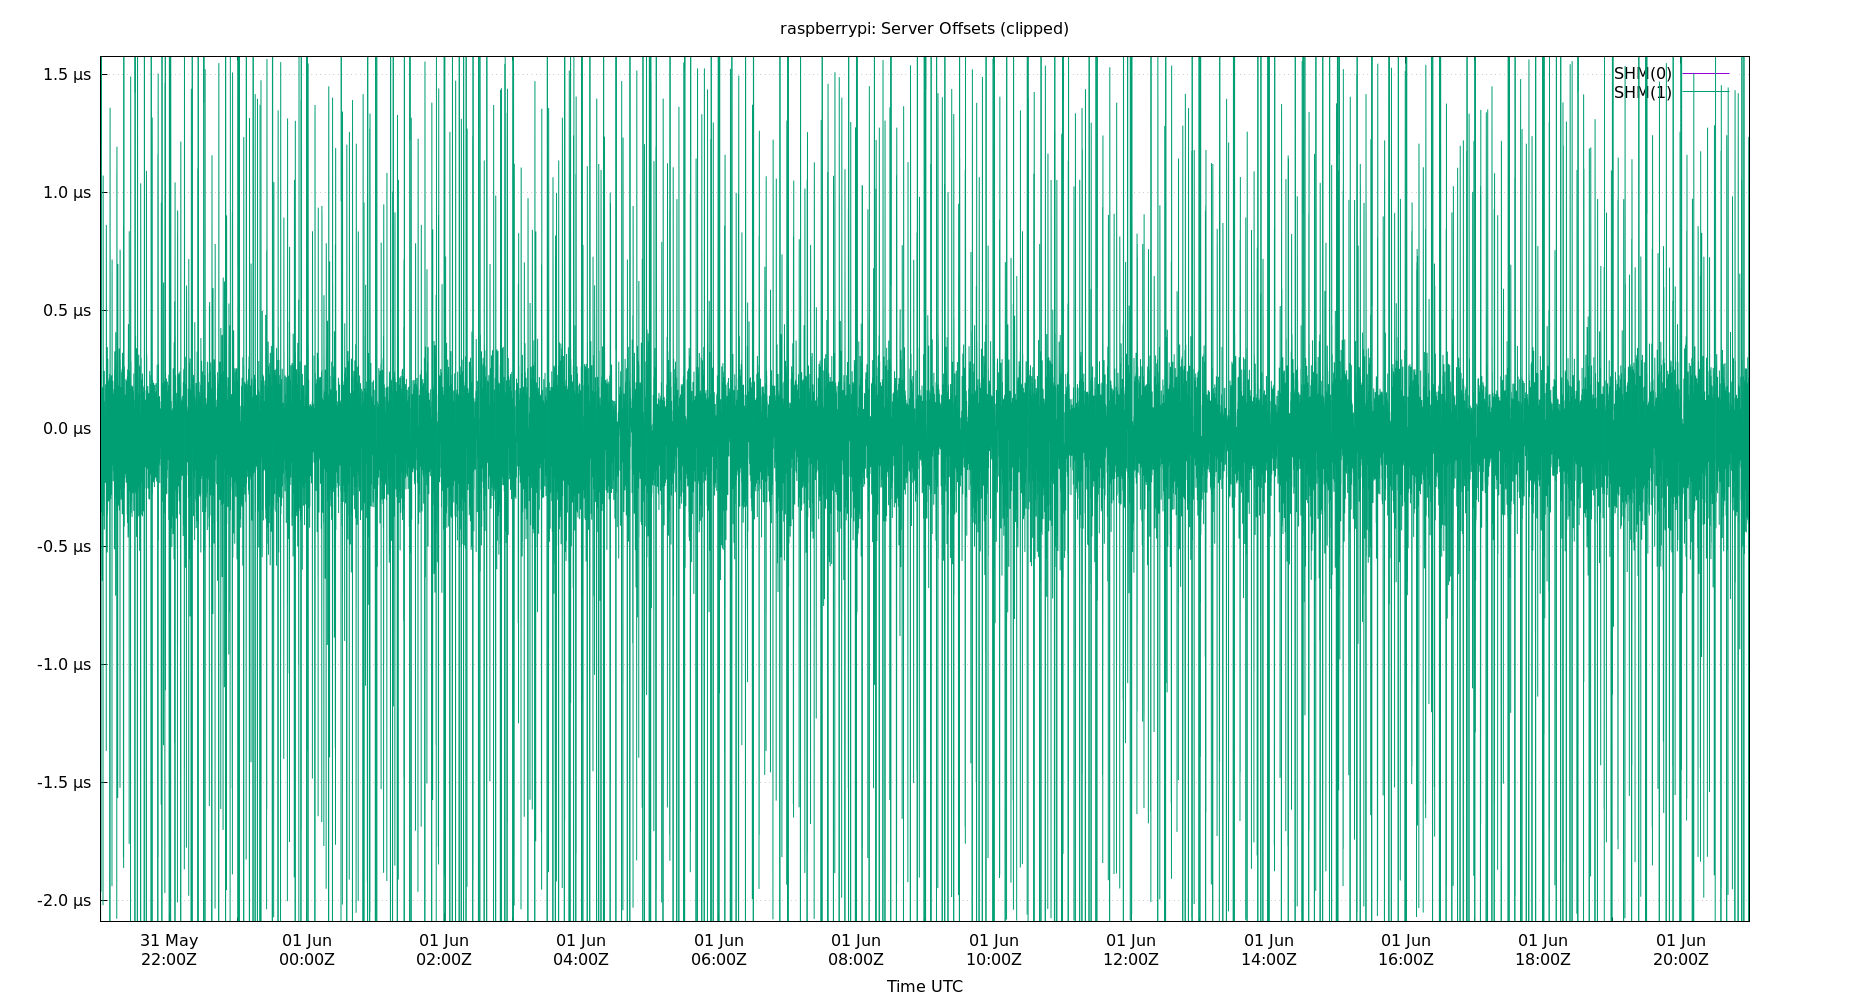 raspberrypi: Server Offsets (clipped)
1.5 µs
1.0 µs
0.5 µs
0.0 µs
-0.5 µs
-1.0 µs
-1.5 µs
-2.0 µs
SHM(0)
SHM(1)
31 May 01 Jun 01 Jun 01 Jun 01 Jun 01 Jun 01 Jun 01 Jun 01 Jun 01 Jun 01 Jun 01 Jun
22:00Z 00:00Z 02:00Z 04:00Z 06:00Z 08:00Z 10:00Z 12:00Z 14:00Z 16:00Z 18:00Z 20:00Z
Time UTC